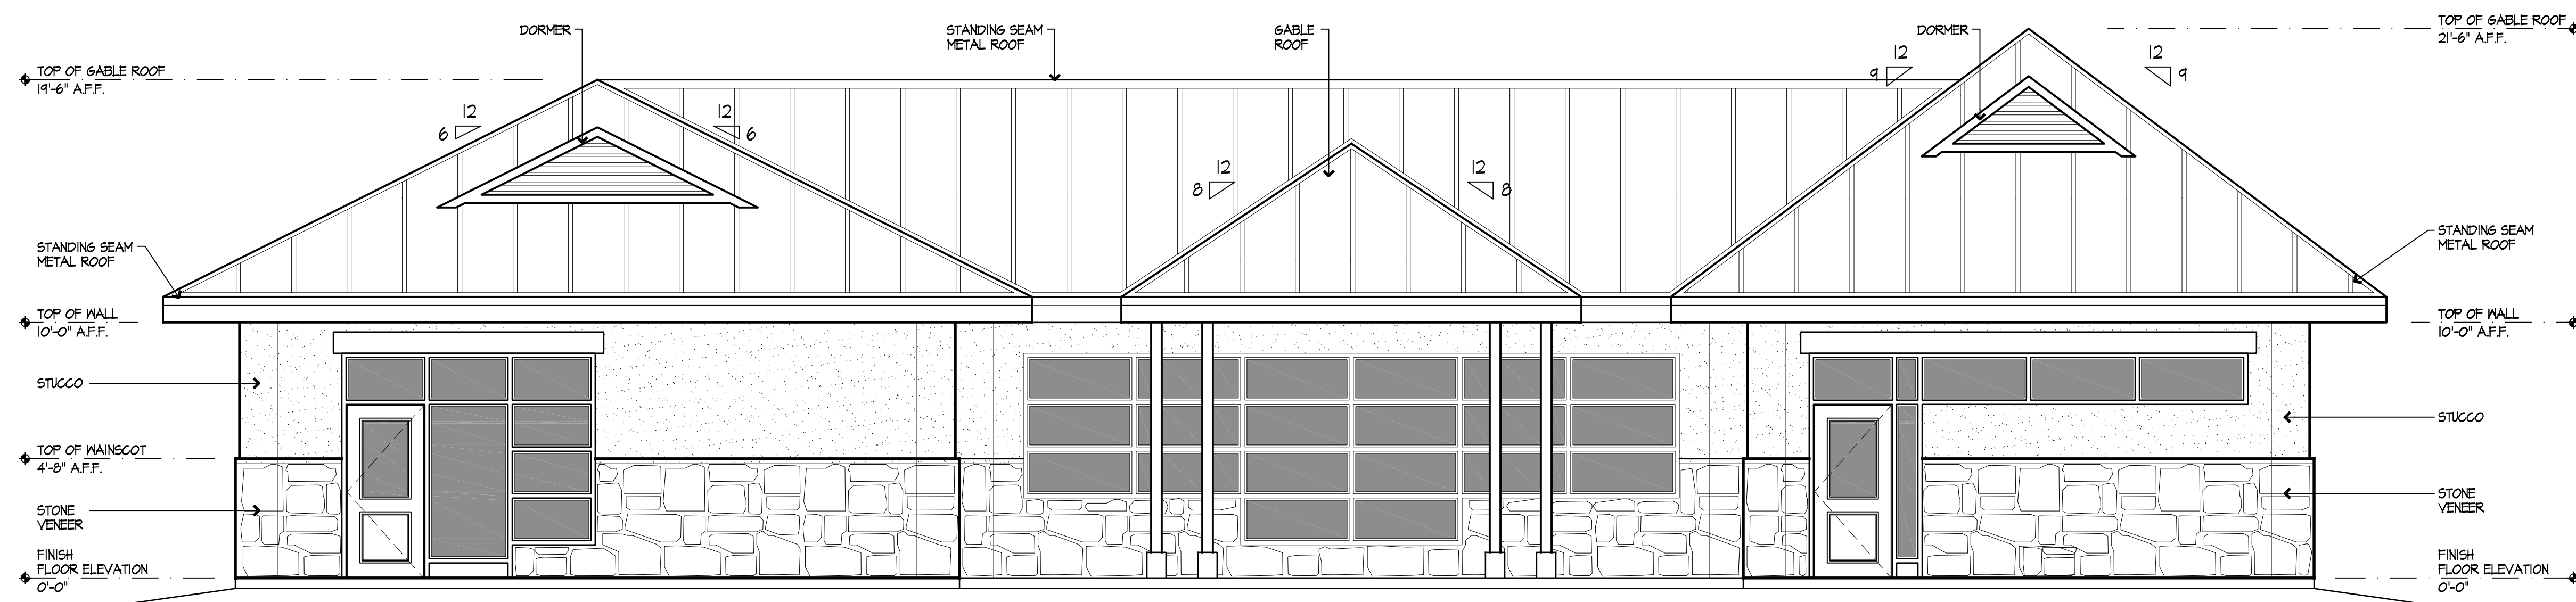 DORMER
STANDING SEAM
METAL ROOF
GABLE
ROOF
DORMER
TOP OF GABLE ROOF
21'-6" A.F.F.
TOP OF GABLE ROOF
19'-6" A.F.F.
12
6
12
6
12
8
12
8
12
9
12
9
STANDING SEAM
METAL ROOF
STANDING SEAM
METAL ROOF
TOP OF WALL
10'-0" A.F.F.
TOP OF WALL
10'-0" A.F.F.
STUCCO
STUCCO
TOP OF WAINSCOT
4'-8" A.F.F.
STONE
VENEER
STONE
VENEER
FINISH
FLOOR ELEVATION
0'-0"
FINISH
FLOOR ELEVATION
0'-0"